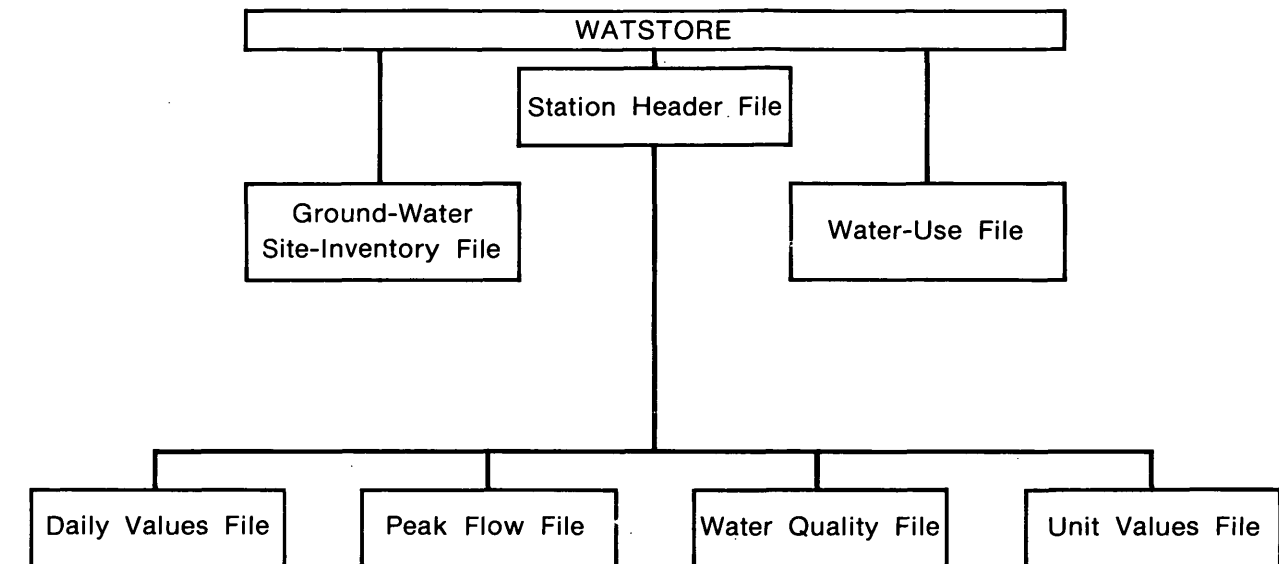 WATSTORE
Station Header File
Ground-Water
Site-Inventory File
Water-Use File
Daily Values File
Peak Flow File
Water Quality File
Unit Values File